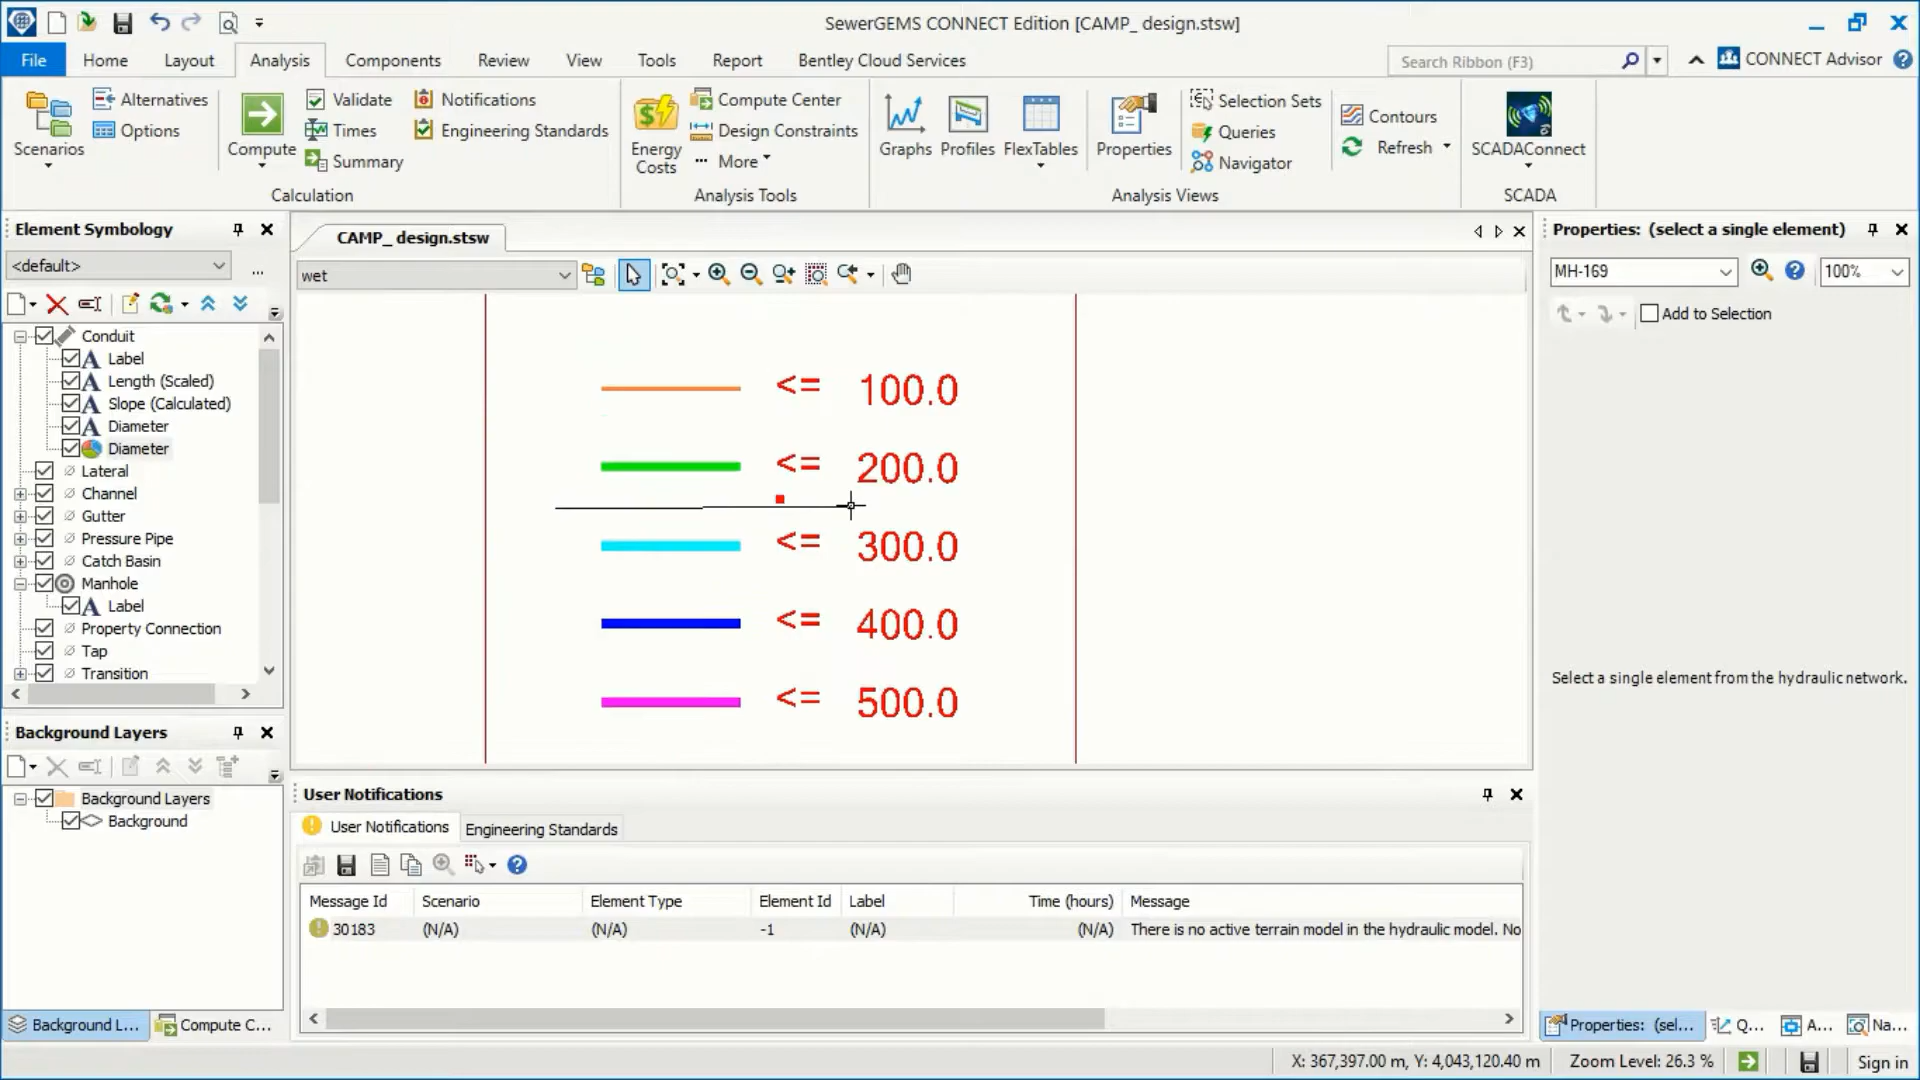 SewerGEMS CONNECT Edition [CAMP_ design.stsw]
File Home Layout Analysis Components Review View Tools Report Bentley Cloud Services
Search Ribbon (F3) CONNECT Advisor
Scenarios Alternatives Options Compute Validate Times Summary Notifications Engineering Standards
Calculation
Energy Costs Compute Center Design Constraints More
Analysis Tools
Graphs Profiles FlexTables Properties Selection Sets Queries Navigator Contours Refresh
Analysis Views
SCADAConnect
SCADA
Element Symbology
<default>
...
Conduit
Label
Length (Scaled)
Slope (Calculated)
Diameter
Diameter
Lateral
Channel
Gutter
Pressure Pipe
Catch Basin
Manhole
Label
Property Connection
Tap
Transition
Background Layers
Background Layers
Background
Background L... Compute C...
CAMP_ design.stsw
wet
<= 100.0
<= 200.0
<= 300.0
<= 400.0
<= 500.0
User Notifications
User Notifications Engineering Standards
Message Id Scenario Element Type Element Id Label Time (hours) Message
30183 (N/A) (N/A) -1 (N/A) (N/A) There is no active terrain model in the hydraulic model. No
Properties: (select a single element)
MH-169 100%
Add to Selection
Select a single element from the hydraulic network.
Properties: (sel... Q... A... Na...
X: 367,397.00 m, Y: 4,043,120.40 m Zoom Level: 26.3 % Sign in